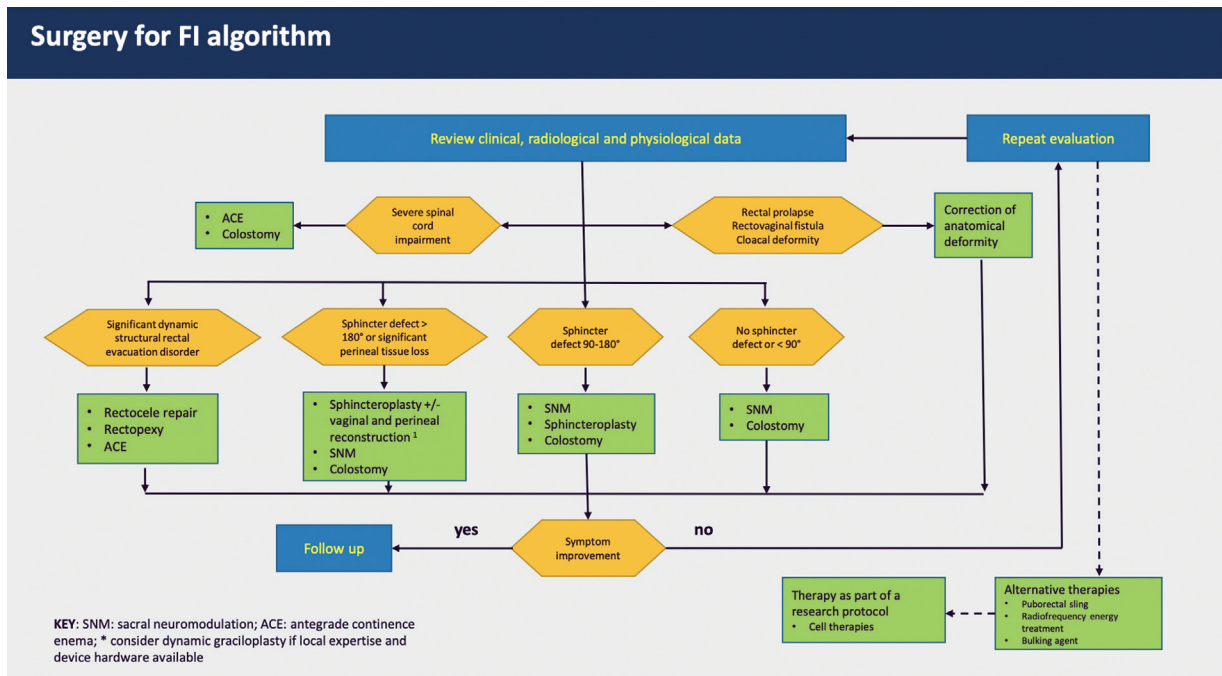 Surgery for FI algorithm
Review clinical, radiological and physiological data
Repeat evaluation
• ACE
• Colostomy
Severe spinal
cord
impairment
Rectal prolapse
Rectovaginal fistula
Cloacal deformity
Correction of
anatomical
deformity
Significant dynamic
structural rectal
evacuation disorder
Sphincter defect >
180° or significant
perineal tissue loss
Sphincter
defect 90-180°
No sphincter
defect or < 90°
• Rectocele repair
• Rectopexy
• ACE
• Sphincteroplasty +/-
vaginal and perineal
reconstruction 1
• SNM
• Colostomy
• SNM
• Sphincteroplasty
• Colostomy
• SNM
• Colostomy
yes
no
Follow up
Symptom
improvement
Therapy as part of a
research protocol
• Cell therapies
Alternative therapies
• Puborectal sling
• Radiofrequency energy
treatment
• Bulking agent
KEY: SNM: sacral neuromodulation; ACE: antegrade continence
enema; * consider dynamic graciloplasty if local expertise and
device hardware available